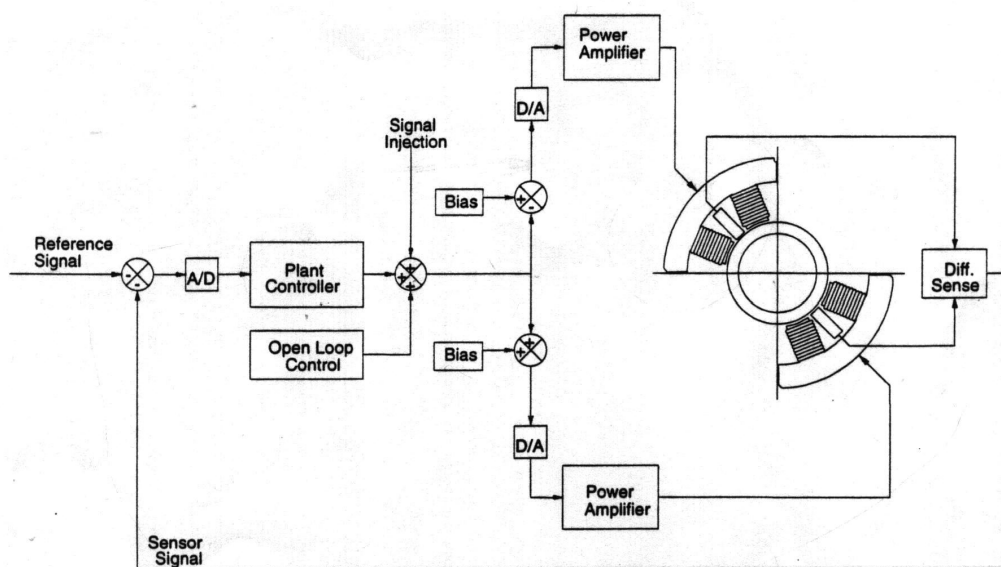 Power
Amplifier
D/A
Signal
Injection
Bias
+
-
Reference
Signal
-
-
A/D
Plant
Controller
+
+
+
Diff.
Sense
Open Loop
Control
Bias
+
+
D/A
Power
Amplifier
Sensor
Signal